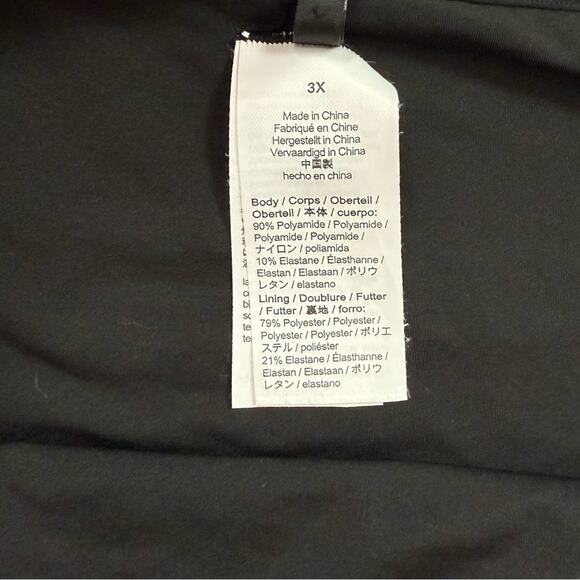 3X
Made in China
Fabriqué en Chine
Hergestellt in China
Vervaardigd in China
中国製
hecho en china
Body / Corps / Oberteil /
Oberteil / 本体 / cuerpo:
90% Polyamide / Polyamide /
Polyamide / Polyamide /
ナイロン / poliamida
10% Elastane / Élasthanne /
Elastan / Elastaan / ポリウ
レタン / elastano
Lining / Doublure / Futter
/ Futter / 裏地 / forro:
79% Polyester / Polyester /
Polyester / Polyester / ポリエ
ステル / poliéster
21% Elastane / Élasthanne /
Elastan / Elastaan / ポリウ
レタン / elastano